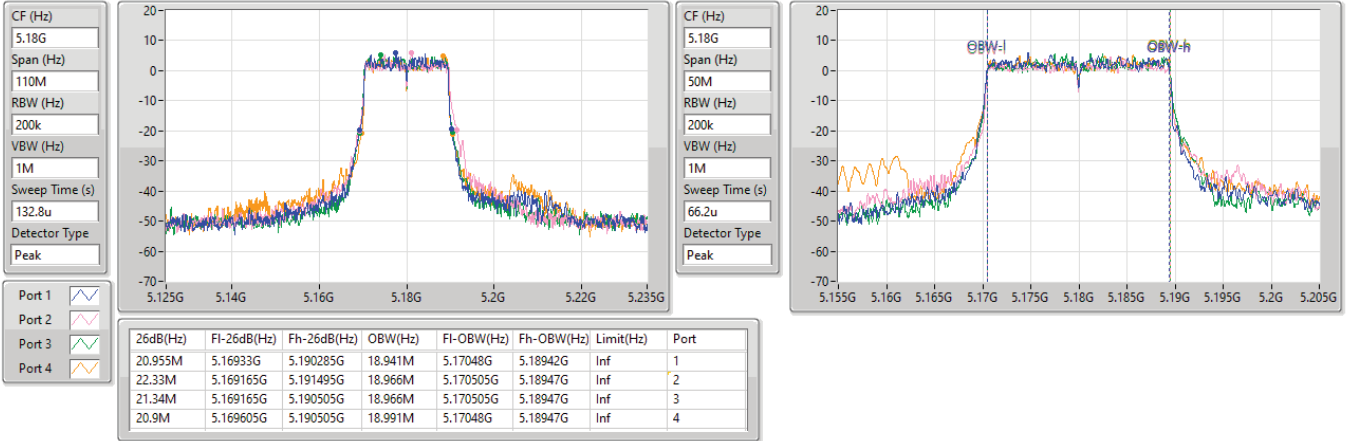 CF (Hz)
5.18G
Span (Hz)
110M
RBW (Hz)
200k
VBW (Hz)
1M
Sweep Time (s)
132.8u
Detector Type
Peak
20
10
0
-10
-20
-30
-40
-50
-60
-70
5.125G 5.14G 5.16G 5.18G 5.2G 5.22G 5.235G
CF (Hz)
5.18G
Span (Hz)
50M
RBW (Hz)
200k
VBW (Hz)
1M
Sweep Time (s)
66.2u
Detector Type
Peak
20
10
0
-10
-20
-30
-40
-50
-60
-70
OBW-l OBW-h
5.155G 5.16G 5.165G 5.17G 5.175G 5.18G 5.185G 5.19G 5.195G 5.2G 5.205G
Port 1
Port 2
Port 3
Port 4
26dB(Hz) Fl-26dB(Hz) Fh-26dB(Hz) OBW(Hz) Fl-OBW(Hz) Fh-OBW(Hz) Limit(Hz) Port
20.955M 5.16933G 5.190285G 18.941M 5.17048G 5.18942G Inf 1
22.33M 5.169165G 5.191495G 18.966M 5.170505G 5.18947G Inf 2
21.34M 5.169165G 5.190505G 18.966M 5.170505G 5.18947G Inf 3
20.9M 5.169605G 5.190505G 18.991M 5.17048G 5.18947G Inf 4